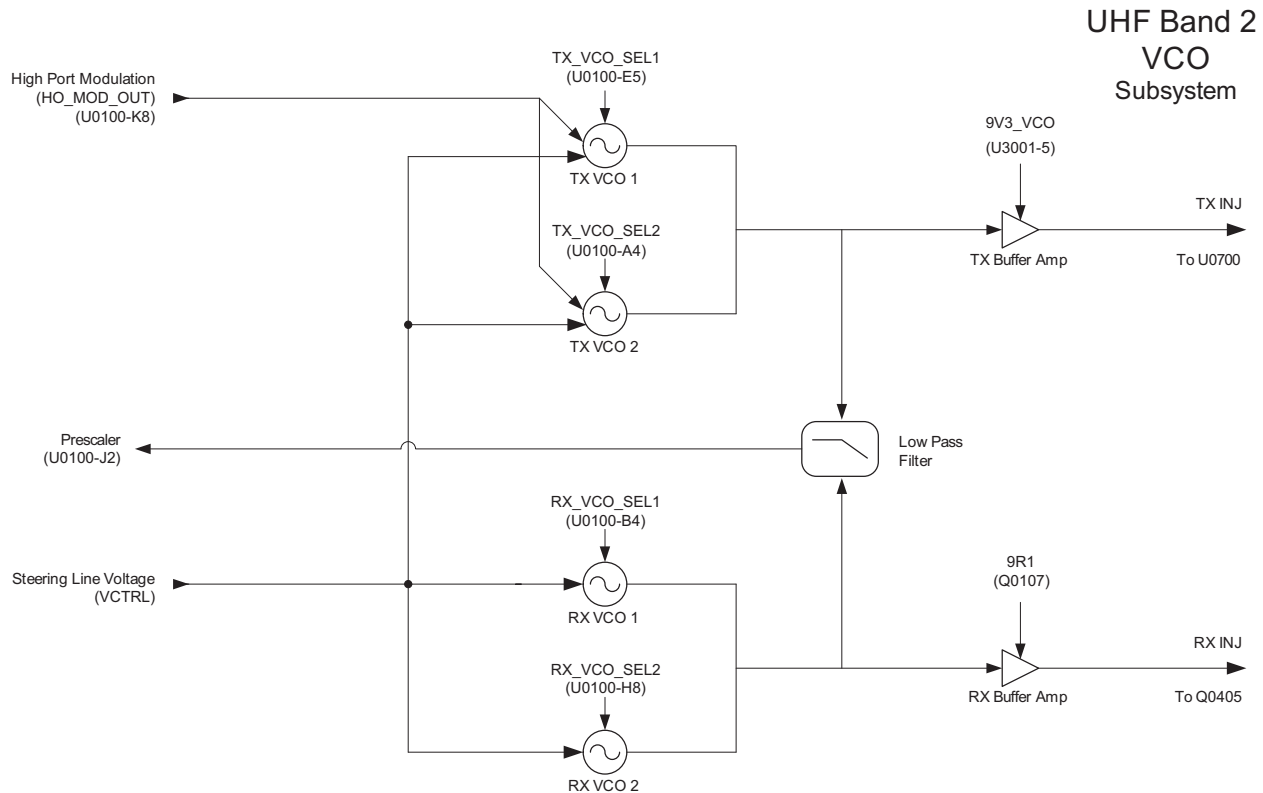 UHF Band 2
VCO
Subsystem
TX_VCO_SEL1
(U0100-E5)
High Port Modulation
(HO_MOD_OUT)
(U0100-K8)
9V3_VCO
(U3001-5)
TX VCO 1
TX INJ
TX_VCO_SEL2
(U0100-A4)
TX Buffer Amp
To U0700
TX VCO 2
Prescaler
(U0100-J2)
Low Pass
Filter
RX_VCO_SEL1
(U0100-B4)
Steering Line Voltage
(VCTRL)
9R1
(Q0107)
RX VCO 1
RX INJ
RX_VCO_SEL2
(U0100-H8)
RX Buffer Amp
To Q0405
RX VCO 2